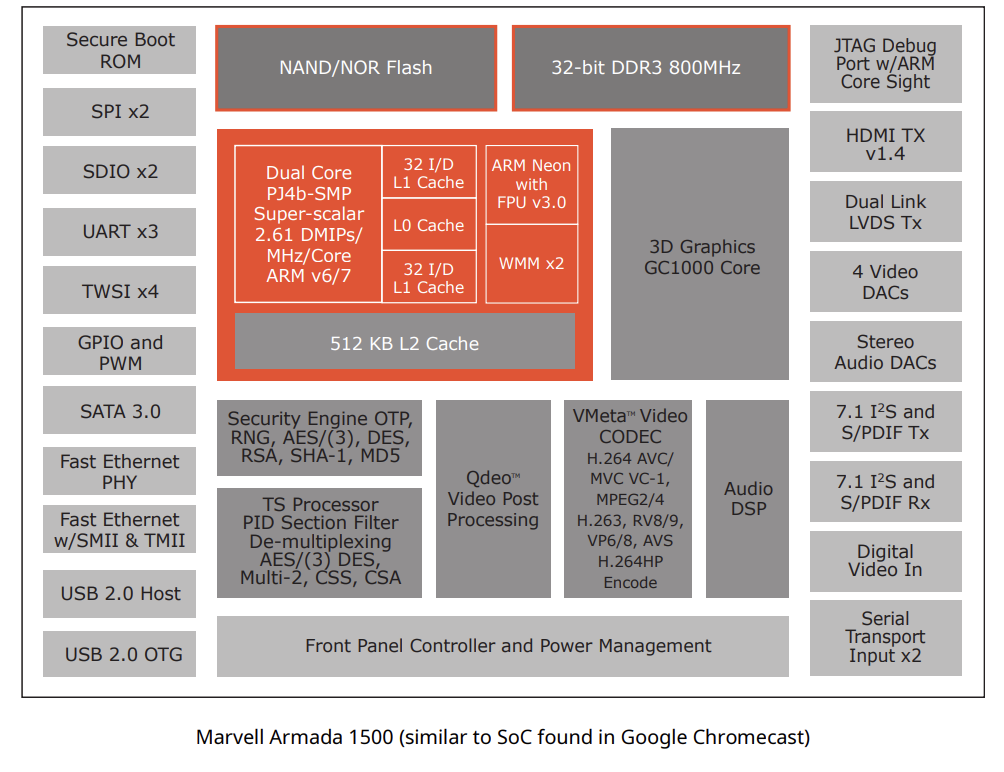 Secure Boot
ROM
SPI x2
SDIO x2
UART x3
TWSI x4
GPIO and
PWM
SATA 3.0
Fast Ethernet
PHY
Fast Ethernet
w/SMII & TMII
USB 2.0 Host
USB 2.0 OTG
NAND/NOR Flash
32-bit DDR3 800MHz
Dual Core
PJ4b-SMP
Super-scalar
2.61 DMIPs/
MHz/Core
ARM v6/7
32 I/D
L1 Cache
L0 Cache
32 I/D
L1 Cache
ARM Neon
with
FPU v3.0
WMM x2
512 KB L2 Cache
3D Graphics
GC1000 Core
Security Engine OTP,
RNG, AES/(3), DES,
RSA, SHA-1, MD5
TS Processor
PID Section Filter
De-multiplexing
AES/(3) DES,
Multi-2, CSS, CSA
Qdeo™
Video Post
Processing
VMeta™ Video
CODEC
H.264 AVC/
MVC VC-1,
MPEG2/4
H.263, RV8/9,
VP6/8, AVS
H.264HP
Encode
Audio
DSP
Front Panel Controller and Power Management
JTAG Debug
Port w/ARM
Core Sight
HDMI TX
v1.4
Dual Link
LVDS Tx
4 Video
DACs
Stereo
Audio DACs
7.1 I²S and
S/PDIF Tx
7.1 I²S and
S/PDIF Rx
Digital
Video In
Serial
Transport
Input x2
Marvell Armada 1500 (similar to SoC found in Google Chromecast)